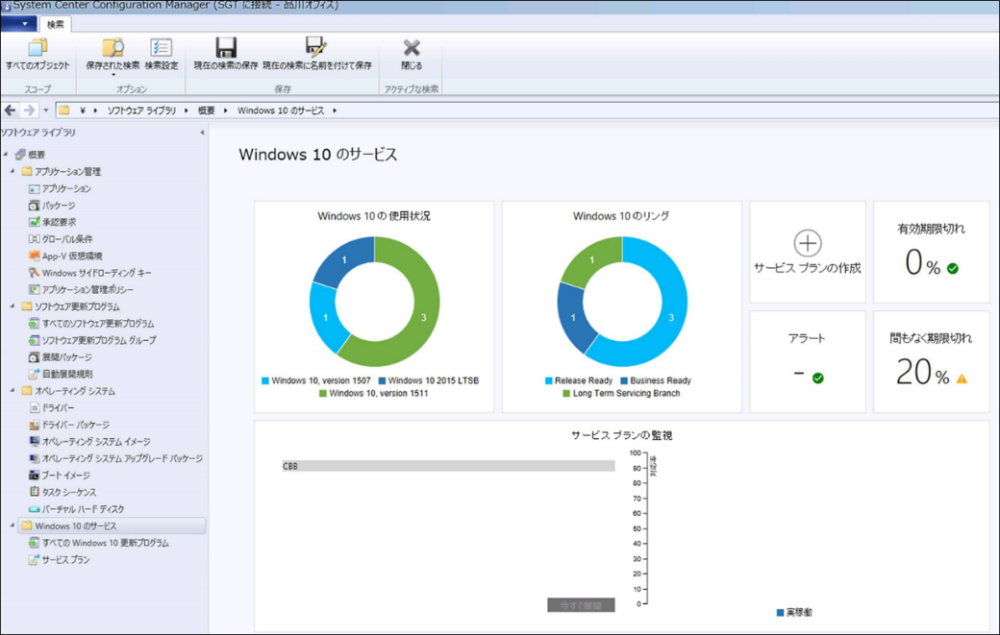 System Center Configuration Manager (SGT に接続 - 品川オフィス)
検索
すべてのオブジェクト
保存された検索 検索設定
現在の検索の保存 現在の検索に名前を付けて保存
閉じる
スコープ
オプション
保存
アクティブな検索
¥ ソフトウェア ライブラリ 概要 Windows 10 のサービス
ソフトウェア ライブラリ
概要
アプリケーション管理
アプリケーション
パッケージ
承認要求
グローバル条件
App-V 仮想環境
Windows サイドローディング キー
アプリケーション管理ポリシー
ソフトウェア更新プログラム
すべてのソフトウェア更新プログラム
ソフトウェア更新プログラム グループ
展開パッケージ
自動展開規則
オペレーティング システム
ドライバー
ドライバー パッケージ
オペレーティング システム イメージ
オペレーティング システム アップグレード パッケージ
ブート イメージ
タスク シーケンス
バーチャル ハード ディスク
Windows 10 のサービス
すべての Windows 10 更新プログラム
サービス プラン
Windows 10 のサービス
Windows 10 の 使用状況
1
1
3
Windows 10, version 1507
Windows 10 2015 LTSB
Windows 10, version 1511
Windows 10 のリング
1
1
3
Release Ready
Business Ready
Long Term Servicing Branch
サービス プランの作成
有効期限切れ
0 %
アラート
-
間もなく期限切れ
20 %
サービス プランの監視
CBB
今すぐ展開
100
90
80
70
60
50
40
30
20
10
0
実稼働